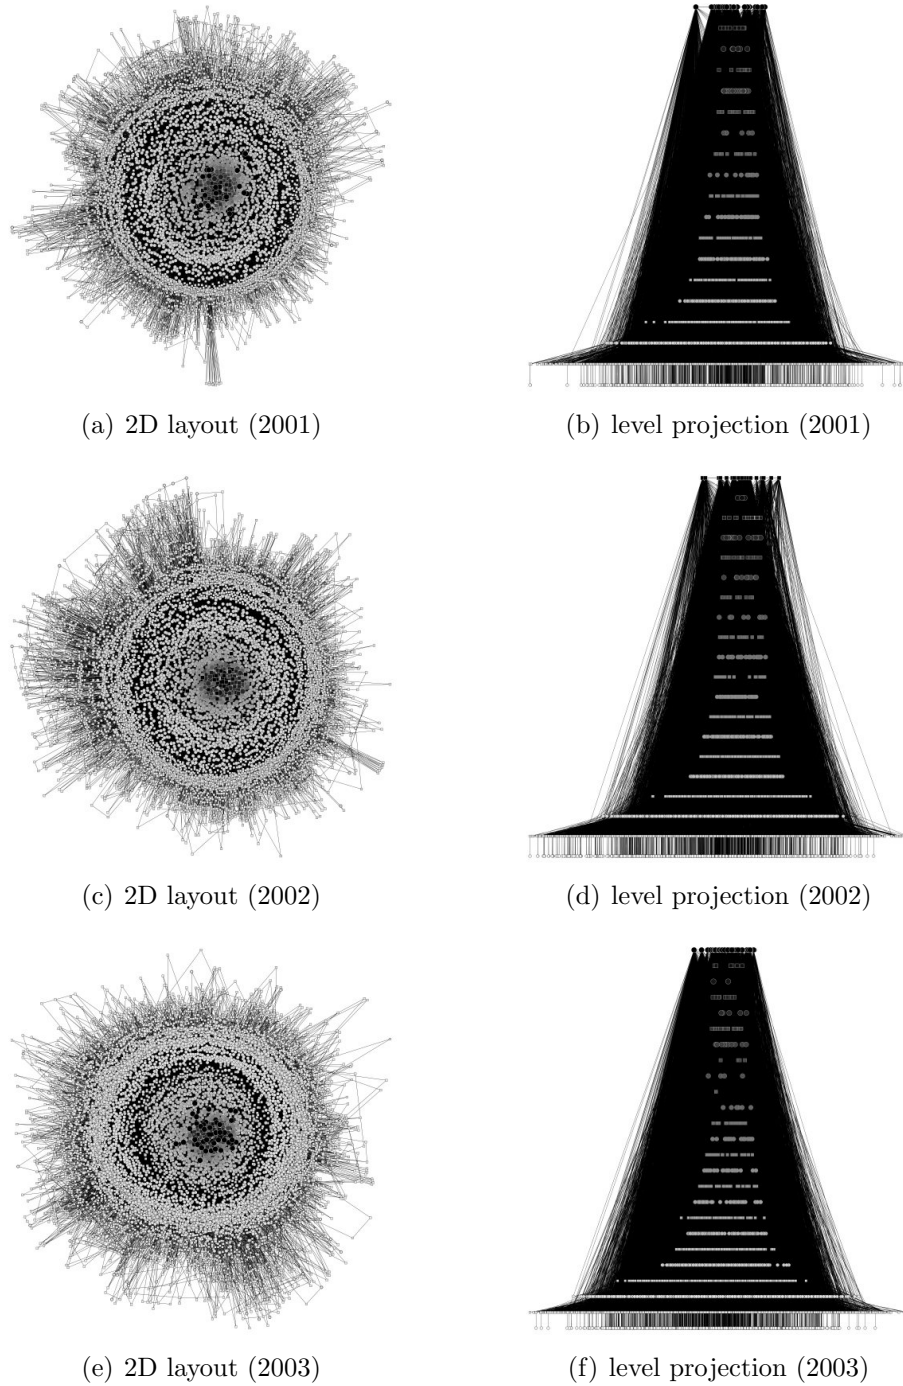 (a) 2D layout (2001)
(b) level projection (2001)
(c) 2D layout (2002)
(d) level projection (2002)
(e) 2D layout (2003)
(f) level projection (2003)